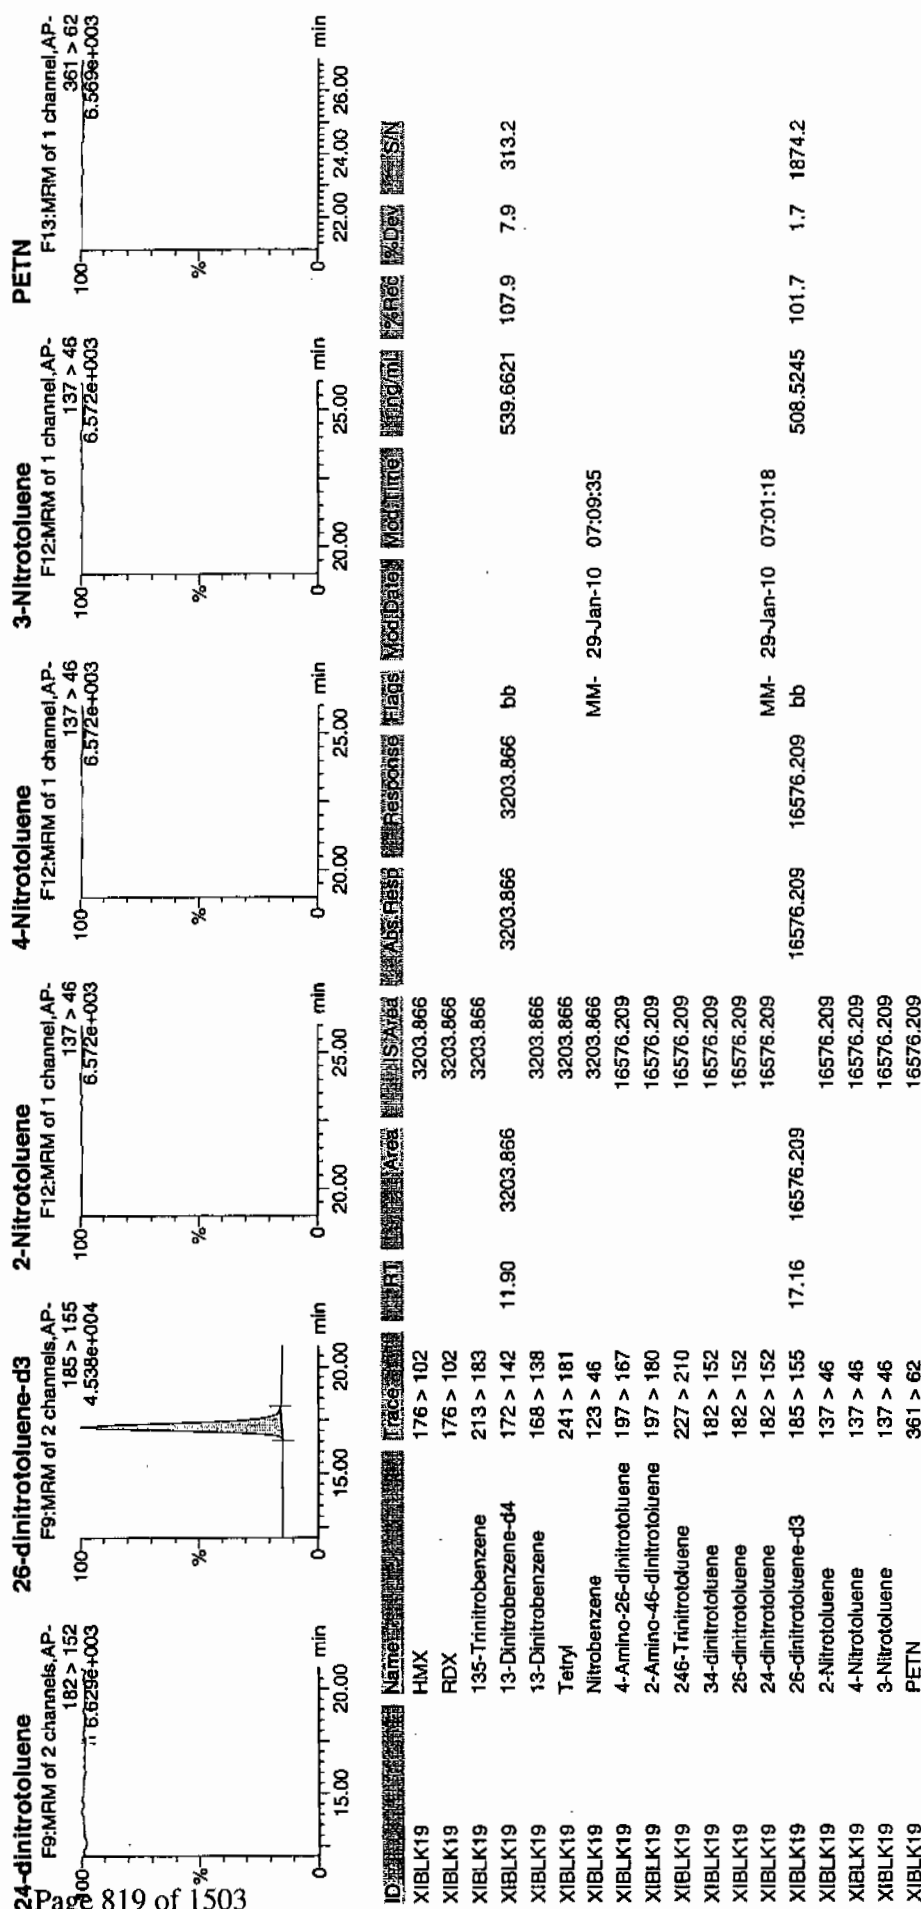 24-dinitrotoluene
F9:MRM of 2 channels,AP-
182 > 152
6.629e+003
100
%
0
15.00 20.00 min
26-dinitrotoluene-d3
F9:MRM of 2 channels,AP-
185 > 155
4.538e+004
100
%
0
15.00 20.00 min
2-Nitrotoluene
F12:MRM of 1 channel,AP-
137 > 46
6.572e+003
100
%
0
20.00 25.00 min
4-Nitrotoluene
F12:MRM of 1 channel,AP-
137 > 46
6.572e+003
100
%
0
20.00 25.00 min
3-Nitrotoluene
F12:MRM of 1 channel,AP-
137 > 46
6.572e+003
100
%
0
20.00 25.00 min
PETN
F13:MRM of 1 channel,AP-
361 > 62
6.569e+003
100
%
0
22.00 24.00 26.00 min
ID Name Trace RT Area IS Area Abs.Resp Response Flags Mod.Date Mod.Time ng/mL %Rec %Dev S/N
XIBLK19 HMX 176 > 102 3203.866
XIBLK19 RDX 176 > 102 3203.866
XIBLK19 135-Trinitrobenzene 213 > 183 3203.866
XIBLK19 13-Dinitrobenzene-d4 172 > 142 11.90 3203.866 3203.866 3203.866 bb 539.6621 107.9 7.9 313.2
XIBLK19 13-Dinitrobenzene 168 > 138 3203.866
XIBLK19 Tetryl 241 > 181 3203.866
XIBLK19 Nitrobenzene 123 > 46 3203.866 MM- 29-Jan-10 07:09:35
XIBLK19 4-Amino-26-dinitrotoluene 197 > 167 16576.209
XIBLK19 2-Amino-46-dinitrotoluene 197 > 180 16576.209
XIBLK19 246-Trinitrotoluene 227 > 210 16576.209
XIBLK19 34-dinitrotoluene 182 > 152 16576.209
XIBLK19 26-dinitrotoluene 182 > 152 16576.209
XIBLK19 24-dinitrotoluene 182 > 152 16576.209 MM- 29-Jan-10 07:01:18
XIBLK19 26-dinitrotoluene-d3 185 > 155 17.16 16576.209 16576.209 16576.209 bb 508.5245 101.7 1.7 1874.2
XIBLK19 2-Nitrotoluene 137 > 46 16576.209
XIBLK19 4-Nitrotoluene 137 > 46 16576.209
XIBLK19 3-Nitrotoluene 137 > 46 16576.209
XIBLK19 PETN 361 > 62 16576.209
Page 819 of 1503